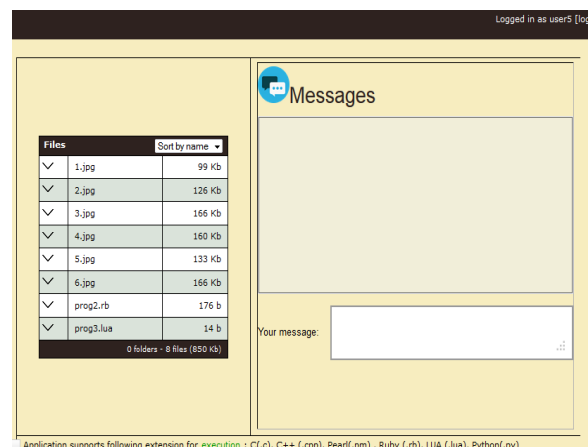 Logged in as user5 [log
Messages
Files Sort by name
1.jpg 99 Kb
2.jpg 126 Kb
3.jpg 166 Kb
4.jpg 160 Kb
5.jpg 133 Kb
6.jpg 166 Kb
prog2.rb 176 b
prog3.lua 14 b
0 folders - 8 files (850 Kb)
Your message:
Application supports following extension for execution : C(.c), C++ (.cpp), Pearl(.pm) , Ruby (.rb), LUA (.lua), Python(.py)